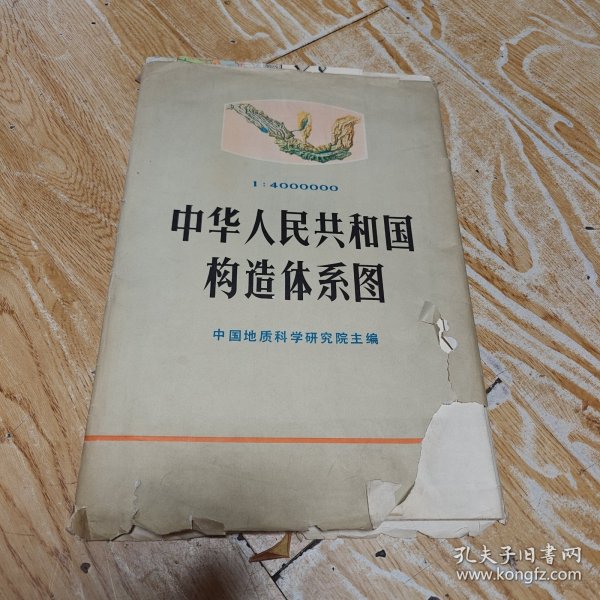 1:4000000
中华人民共和国
构造体系图
中国地质科学研究院主编
孔夫子旧书网
www.kongfz.com